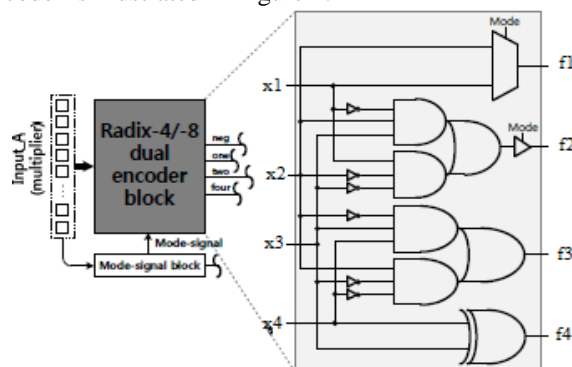 Input_A
(multiplier)
Radix-4/-8
dual
encoder
block
neg
one
two
four
Mode-signal
Mode-signal block
Mode
f1
x1
Mode
f2
x2
x3
f3
x4
f4